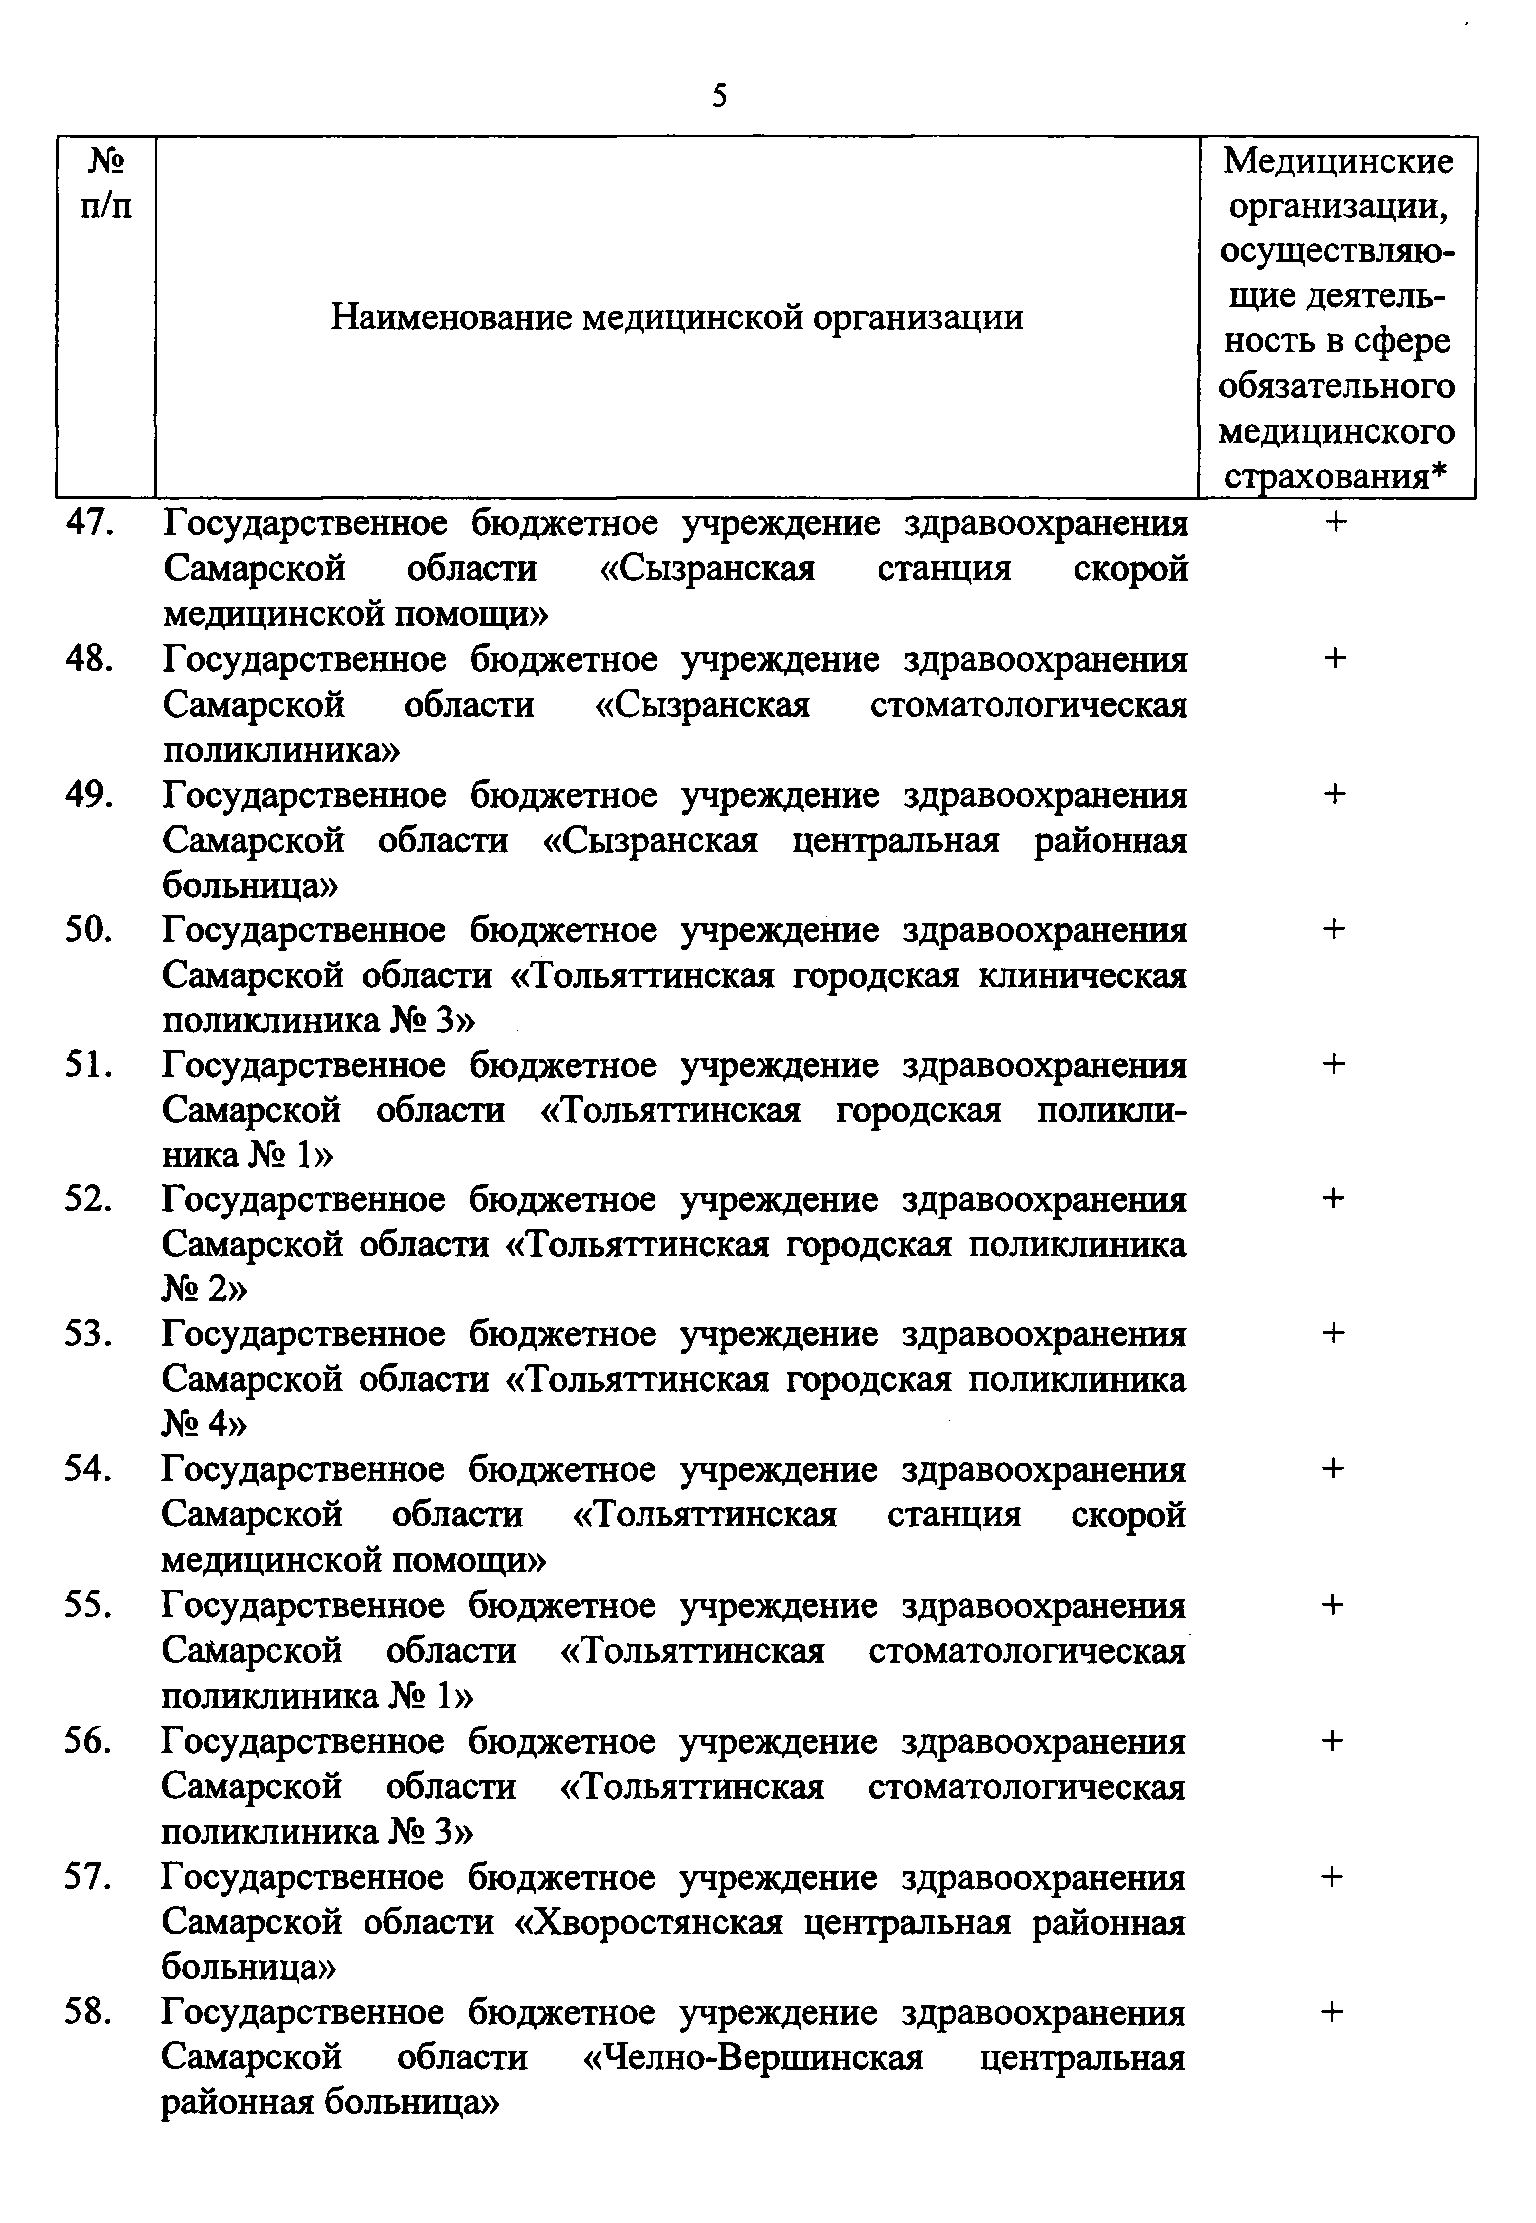 5
№
п/п
Наименование медицинской организации
Медицинские
организации,
осуществляю-
щие деятель-
ность в сфере
обязательного
медицинского
страхования*
47. Государственное бюджетное учреждение здравоохранения +
Самарской области «Сызранская станция скорой
медицинской помощи»
48. Государственное бюджетное учреждение здравоохранения +
Самарской области «Сызранская стоматологическая
поликлиника»
49. Государственное бюджетное учреждение здравоохранения +
Самарской области «Сызранская центральная районная
больница»
50. Государственное бюджетное учреждение здравоохранения +
Самарской области «Тольяттинская городская клиническая
поликлиника № 3»
51. Государственное бюджетное учреждение здравоохранения +
Самарской области «Тольяттинская городская поликли-
ника № 1»
52. Государственное бюджетное учреждение здравоохранения +
Самарской области «Тольяттинская городская поликлиника
№ 2»
53. Государственное бюджетное учреждение здравоохранения +
Самарской области «Тольяттинская городская поликлиника
№ 4»
54. Государственное бюджетное учреждение здравоохранения +
Самарской области «Тольяттинская станция скорой
медицинской помощи»
55. Государственное бюджетное учреждение здравоохранения +
Самарской области «Тольяттинская стоматологическая
поликлиника № 1»
56. Государственное бюджетное учреждение здравоохранения +
Самарской области «Тольяттинская стоматологическая
поликлиника № 3»
57. Государственное бюджетное учреждение здравоохранения +
Самарской области «Хворостянская центральная районная
больница»
58. Государственное бюджетное учреждение здравоохранения +
Самарской области «Челно-Вершинская центральная
районная больница»